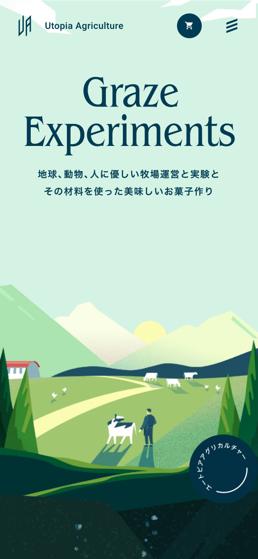 UA
Utopia Agriculture
Graze
Experiments
地球、動物、人に優しい牧場運営と実験と
その材料を使った美味しいお菓子作り
ユートピアアグリカルチャー